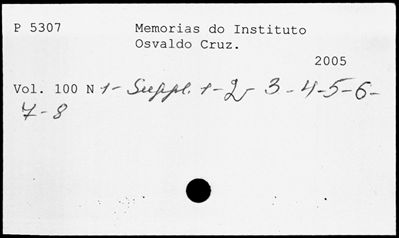 P 5307 Memorias do Instituto
Osvaldo Cruz.
2005
Vol. 100 N 1- Suppl. 1-2- 3-4-5-6-
7-8